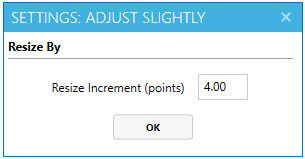 SETTINGS: ADJUST SLIGHTLY
Resize By
Resize Increment (points) 4.00
OK